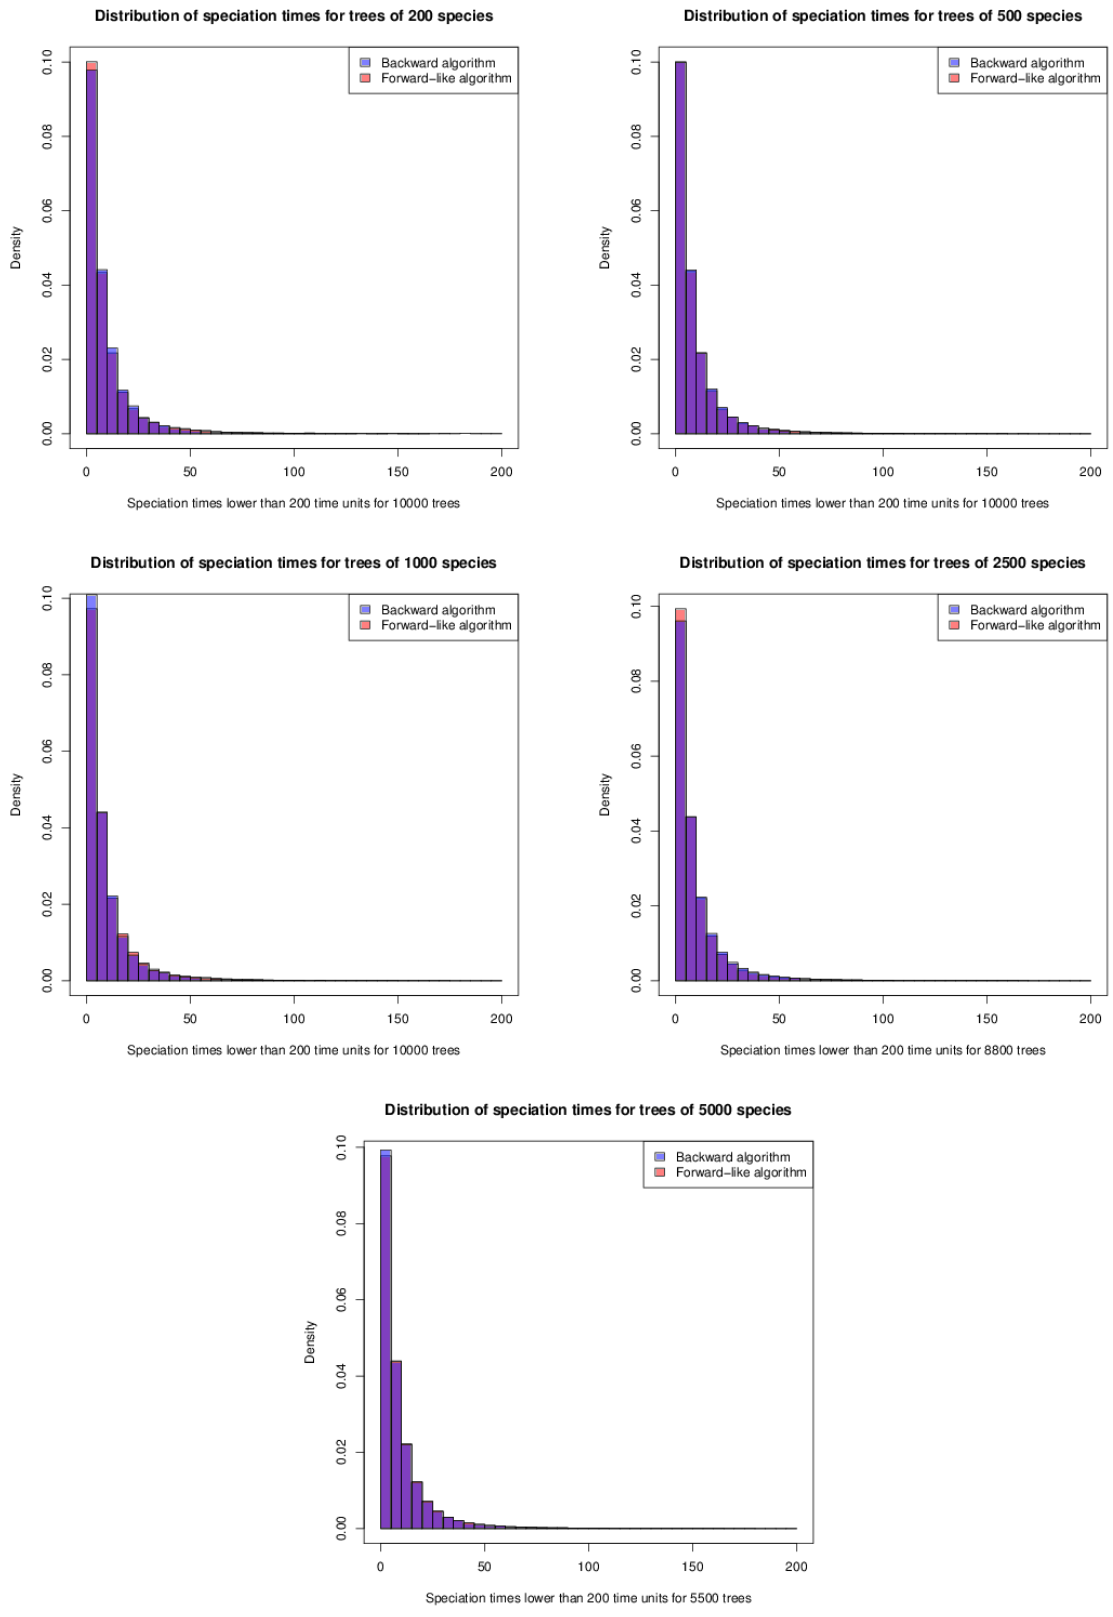 Distribution of speciation times for trees of 200 species
Backward algorithm
Forward−like algorithm
Density
0.00 0.02 0.04 0.06 0.08 0.10
0 50 100 150 200
Speciation times lower than 200 time units for 10000 trees
Distribution of speciation times for trees of 500 species
Backward algorithm
Forward−like algorithm
Density
0.00 0.02 0.04 0.06 0.08 0.10
0 50 100 150 200
Speciation times lower than 200 time units for 10000 trees
Distribution of speciation times for trees of 1000 species
Backward algorithm
Forward−like algorithm
Density
0.00 0.02 0.04 0.06 0.08 0.10
0 50 100 150 200
Speciation times lower than 200 time units for 10000 trees
Distribution of speciation times for trees of 2500 species
Backward algorithm
Forward−like algorithm
Density
0.00 0.02 0.04 0.06 0.08 0.10
0 50 100 150 200
Speciation times lower than 200 time units for 8800 trees
Distribution of speciation times for trees of 5000 species
Backward algorithm
Forward−like algorithm
Density
0.00 0.02 0.04 0.06 0.08 0.10
0 50 100 150 200
Speciation times lower than 200 time units for 5500 trees